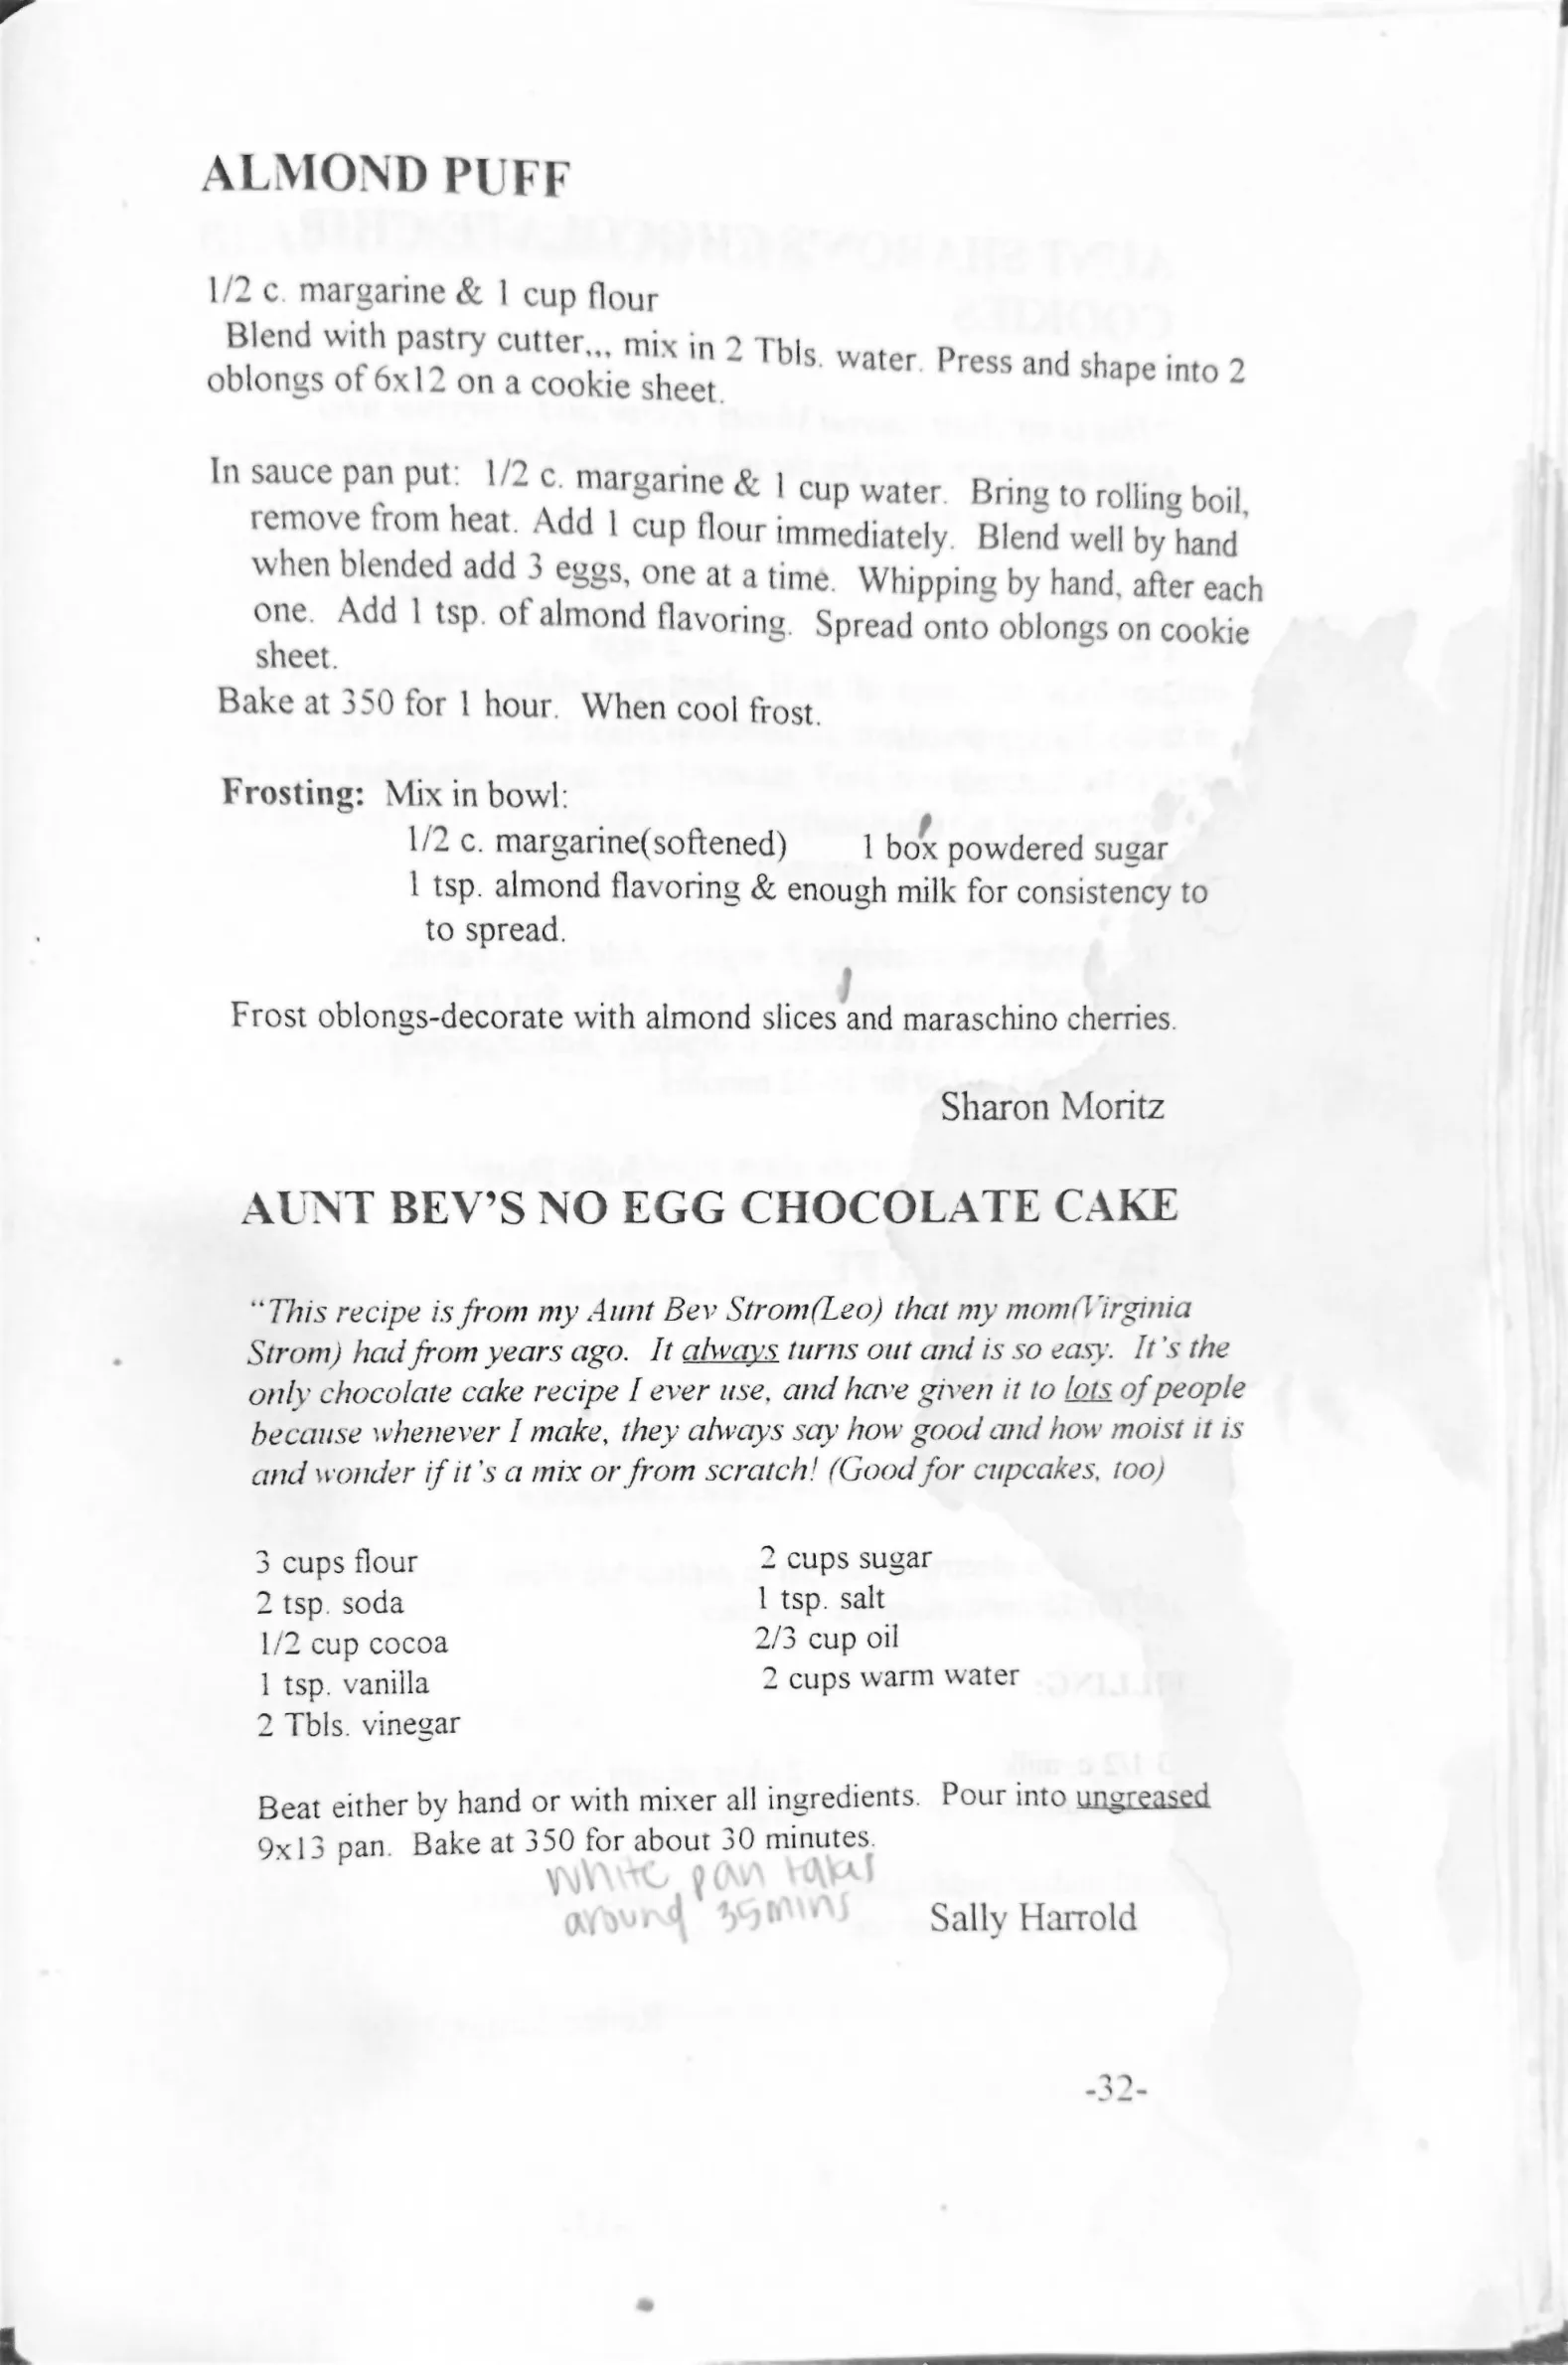 ALMOND PUFF
1/2 c. margarine & 1 cup flour
Blend with pastry cutter,,, mix in 2 Tbls. water. Press and shape into 2
oblongs of 6x12 on a cookie sheet.
In sauce pan put: 1/2 c. margarine & 1 cup water. Bring to rolling boil,
remove from heat. Add 1 cup flour immediately. Blend well by hand
when blended add 3 eggs, one at a time. Whipping by hand, after each
one. Add 1 tsp. of almond flavoring. Spread onto oblongs on cookie
sheet.
Bake at 350 for 1 hour. When cool frost.
Frosting: Mix in bowl:
1/2 c. margarine(softened) 1 box powdered sugar
1 tsp. almond flavoring & enough milk for consistency to
to spread.
Frost oblongs-decorate with almond slices and maraschino cherries.
Sharon Moritz
AUNT BEV'S NO EGG CHOCOLATE CAKE
"This recipe is from my Aunt Bev Strom(Leo) that my mom(Virginia
Strom) had from years ago. It always turns out and is so easy. It's the
only chocolate cake recipe I ever use, and have given it to lots of people
because whenever I make, they always say how good and how moist it is
and wonder if it's a mix or from scratch! (Good for cupcakes, too)
3 cups flour 2 cups sugar
2 tsp. soda 1 tsp. salt
1/2 cup cocoa 2/3 cup oil
1 tsp. vanilla 2 cups warm water
2 Tbls. vinegar
Beat either by hand or with mixer all ingredients. Pour into ungreased
9x13 pan. Bake at 350 for about 30 minutes.
White pan takes
around 35mins
Sally Harrold
-32-